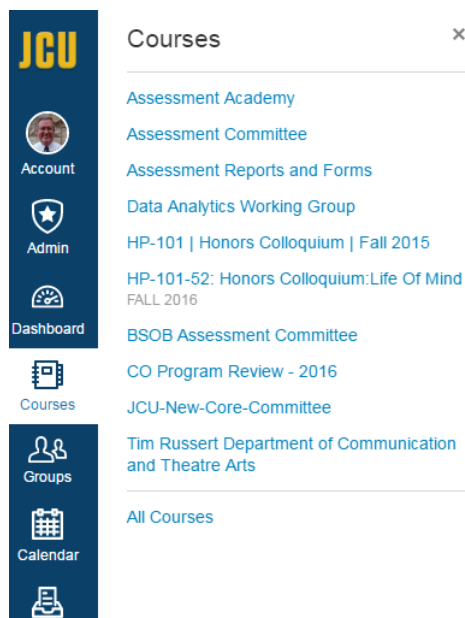 JCU
Account
Admin
Dashboard
Courses
Groups
Calendar
Courses
×
Assessment Academy
Assessment Committee
Assessment Reports and Forms
Data Analytics Working Group
HP-101 | Honors Colloquium | Fall 2015
HP-101-52: Honors Colloquium:Life Of Mind
FALL 2016
BSOB Assessment Committee
CO Program Review - 2016
JCU-New-Core-Committee
Tim Russert Department of Communication
and Theatre Arts
All Courses